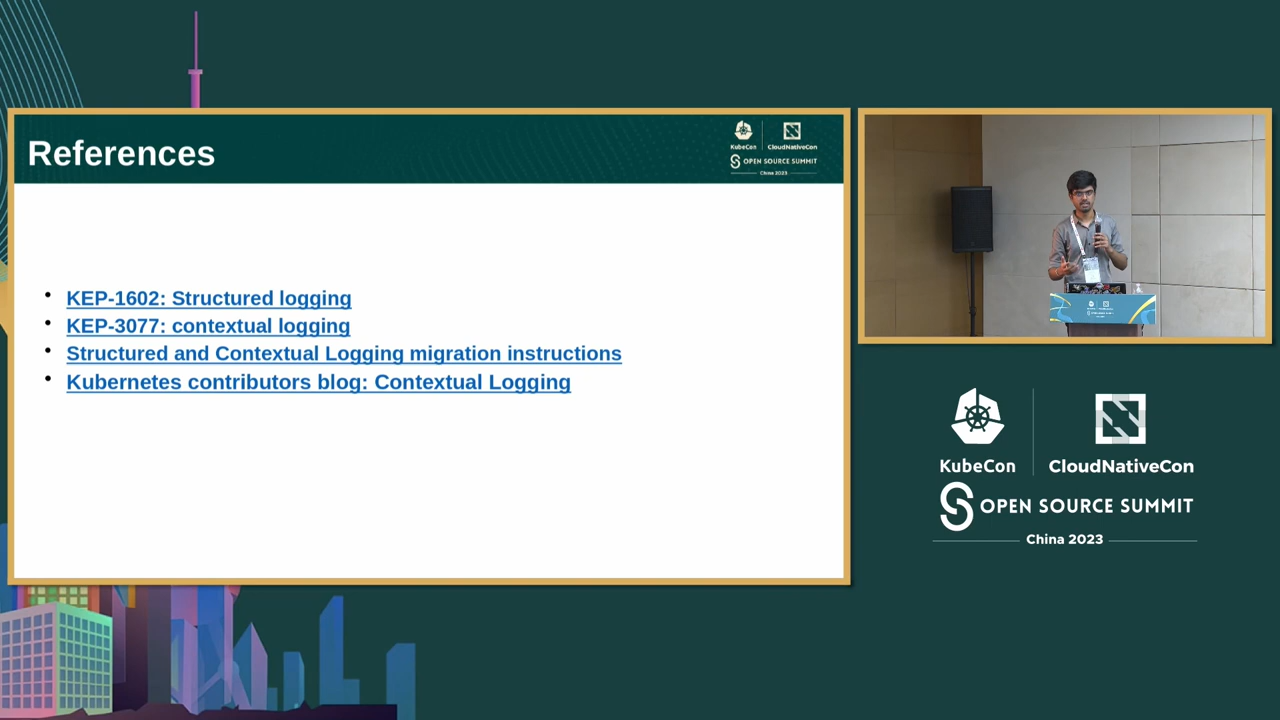 References
KubeCon
CloudNativeCon
OPEN SOURCE SUMMIT
China 2023
KEP-1602: Structured logging
KEP-3077: contextual logging
Structured and Contextual Logging migration instructions
Kubernetes contributors blog: Contextual Logging
KubeCon
CloudNativeCon
OPEN SOURCE SUMMIT
China 2023